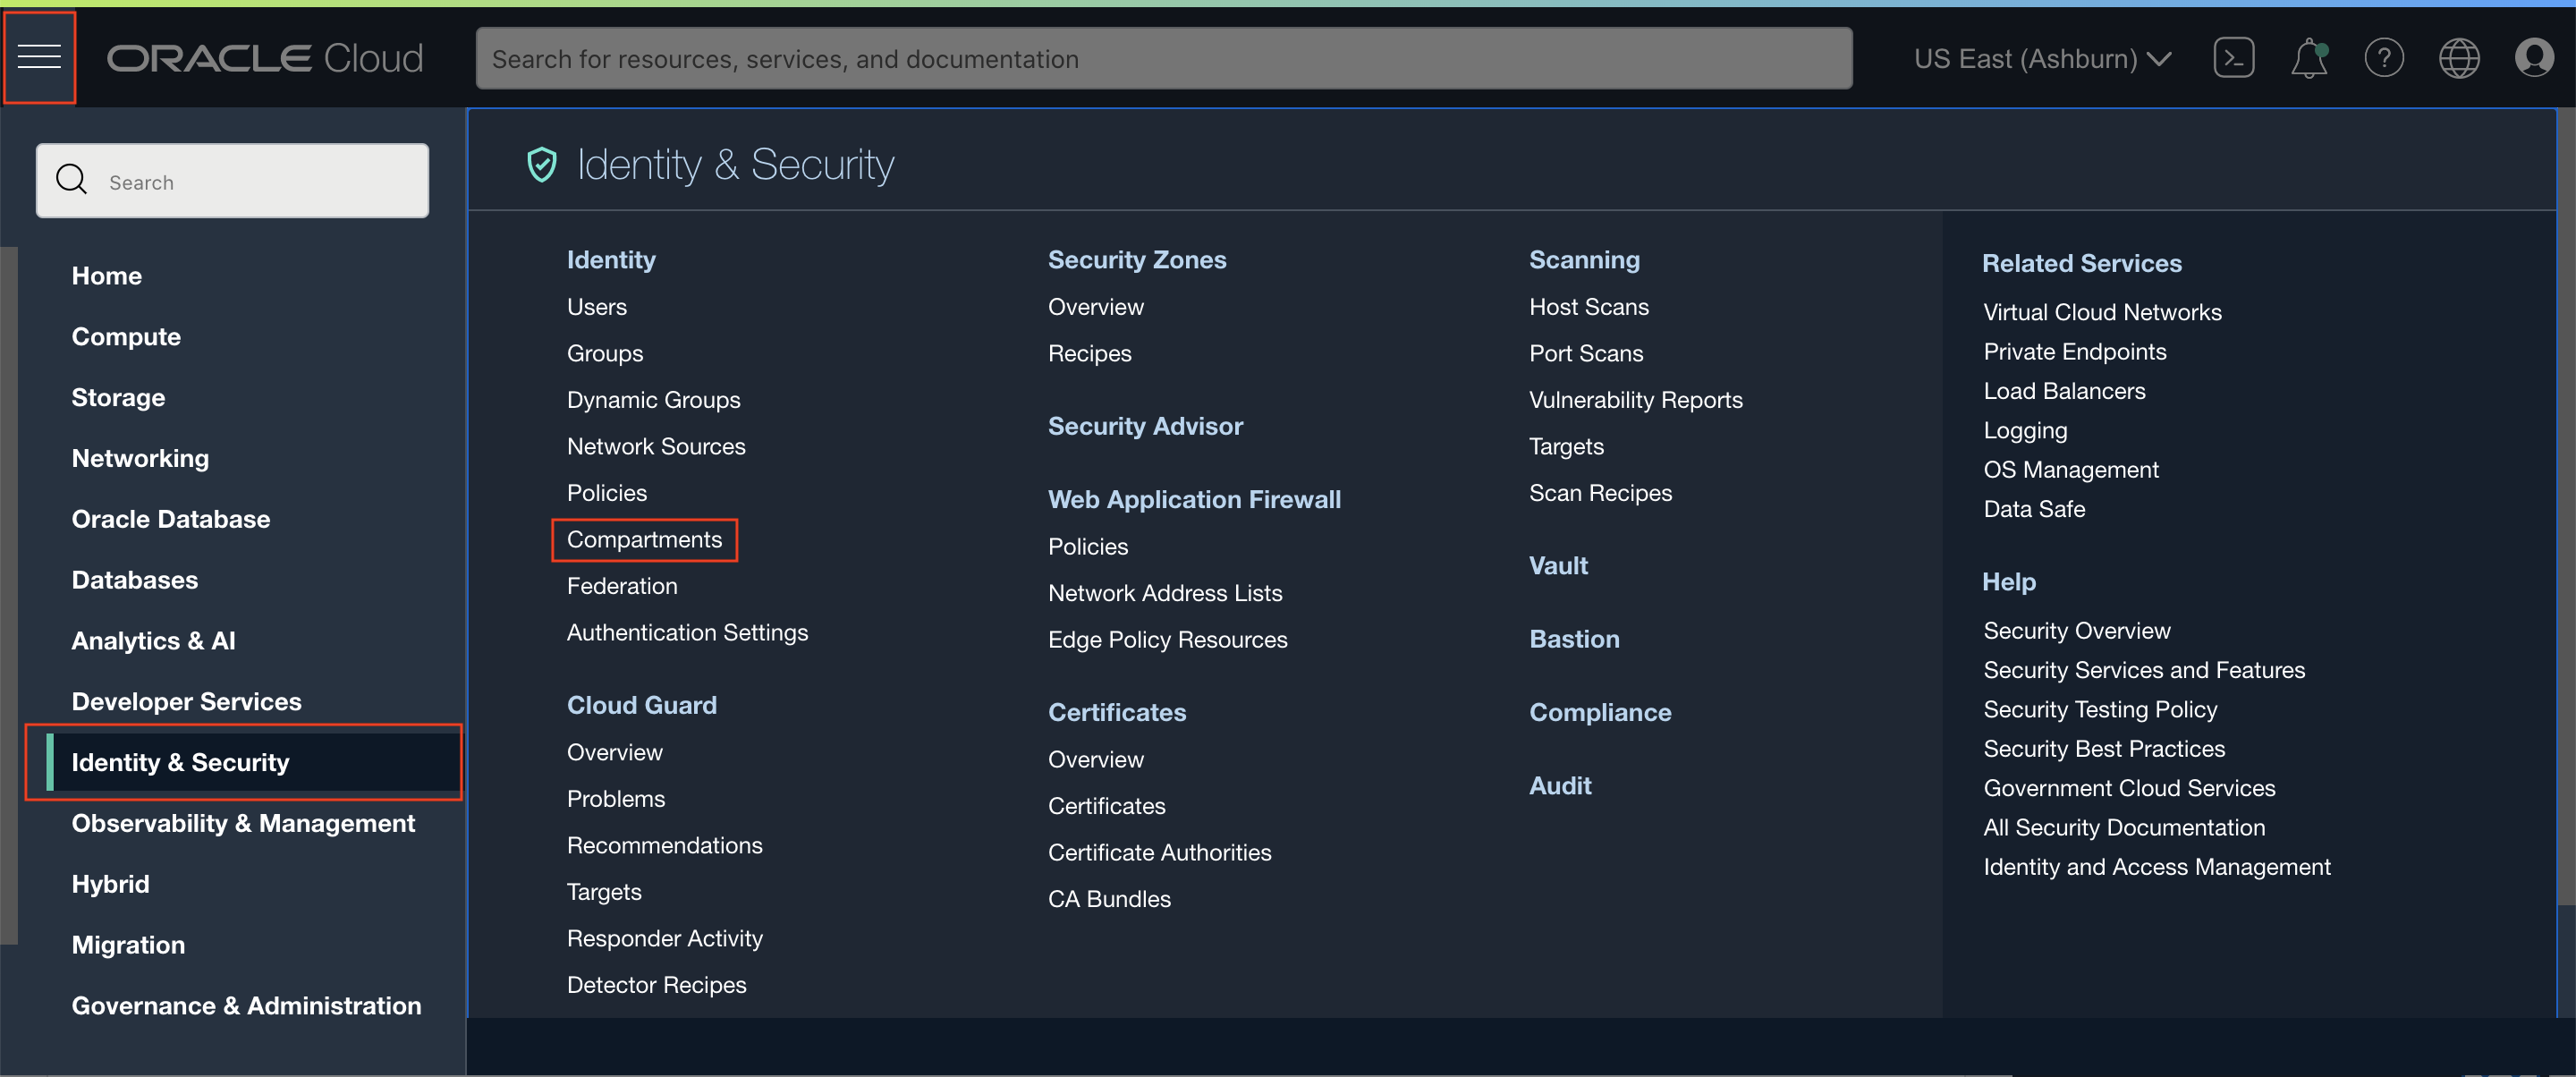 ORACLE Cloud
Search for resources, services, and documentation
US East (Ashburn)
Search
Home
Compute
Storage
Networking
Oracle Database
Databases
Analytics & AI
Developer Services
Identity & Security
Observability & Management
Hybrid
Migration
Governance & Administration
Identity & Security
Identity
Users
Groups
Dynamic Groups
Network Sources
Policies
Compartments
Federation
Authentication Settings
Cloud Guard
Overview
Problems
Recommendations
Targets
Responder Activity
Detector Recipes
Security Zones
Overview
Recipes
Security Advisor
Web Application Firewall
Policies
Network Address Lists
Edge Policy Resources
Certificates
Overview
Certificates
Certificate Authorities
CA Bundles
Scanning
Host Scans
Port Scans
Vulnerability Reports
Targets
Scan Recipes
Vault
Bastion
Compliance
Audit
Related Services
Virtual Cloud Networks
Private Endpoints
Load Balancers
Logging
OS Management
Data Safe
Help
Security Overview
Security Services and Features
Security Testing Policy
Security Best Practices
Government Cloud Services
All Security Documentation
Identity and Access Management